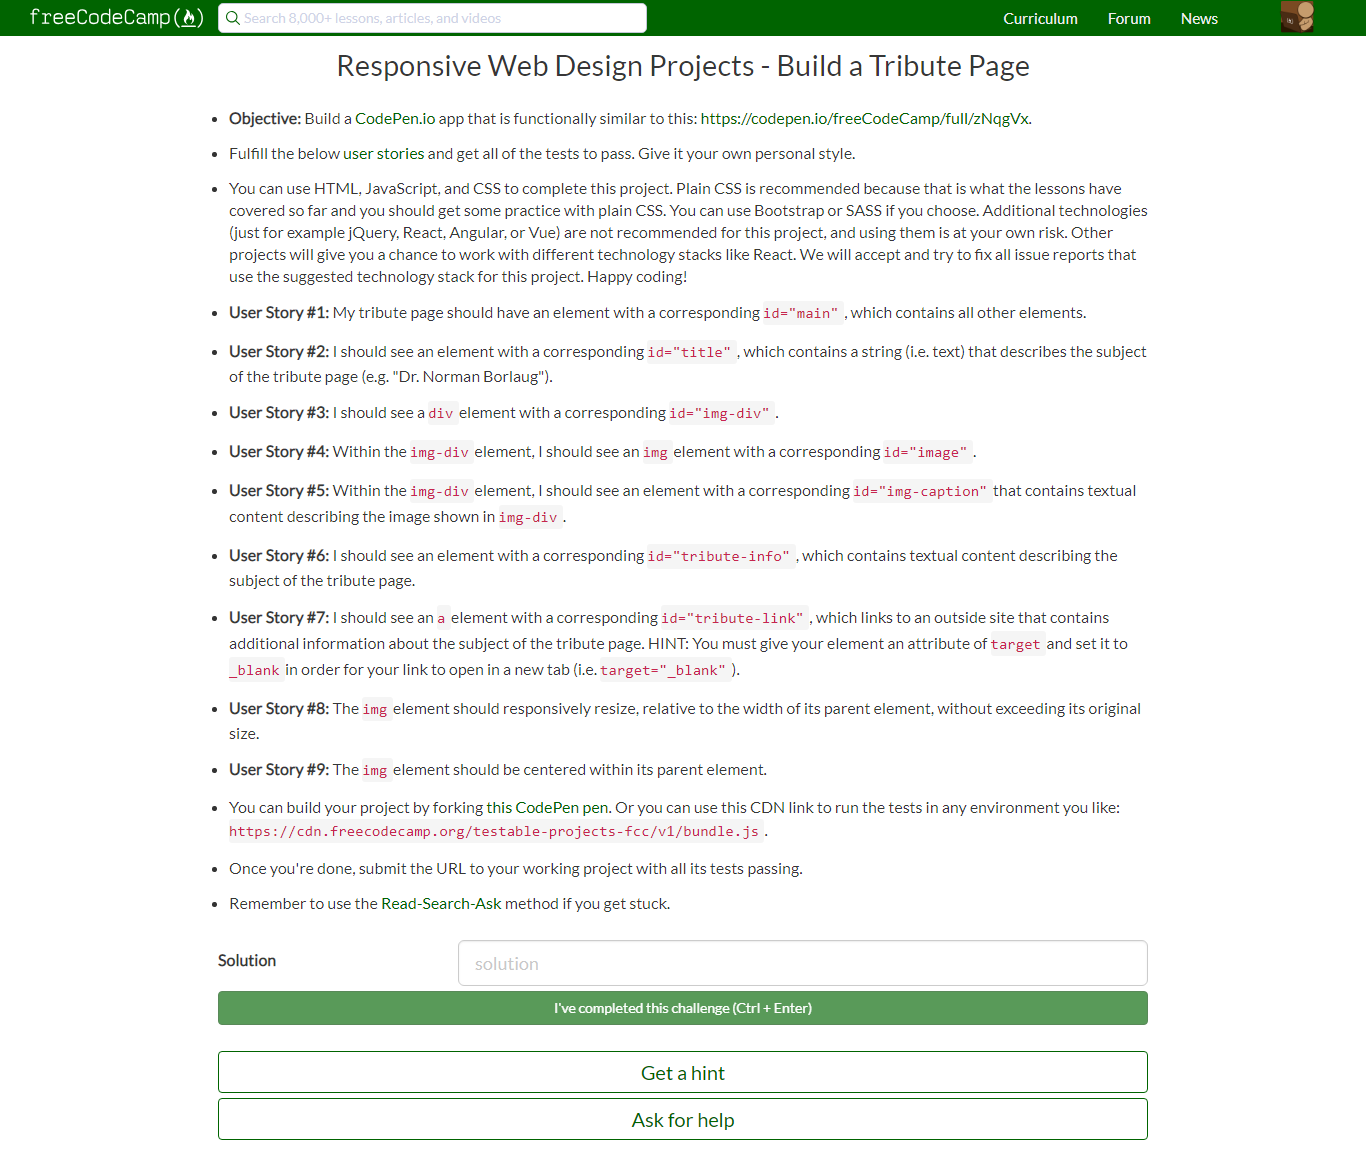 freeCodeCamp
Search 8,000+ lessons, articles, and videos
Curriculum
Forum
News
Responsive Web Design Projects - Build a Tribute Page
Objective: Build a CodePen.io app that is functionally similar to this: https://codepen.io/freeCodeCamp/full/zNqgVx.
Fulfill the below user stories and get all of the tests to pass. Give it your own personal style.
You can use HTML, JavaScript, and CSS to complete this project. Plain CSS is recommended because that is what the lessons have
covered so far and you should get some practice with plain CSS. You can use Bootstrap or SASS if you choose. Additional technologies
(just for example jQuery, React, Angular, or Vue) are not recommended for this project, and using them is at your own risk. Other
projects will give you a chance to work with different technology stacks like React. We will accept and try to fix all issue reports that
use the suggested technology stack for this project. Happy coding!
User Story #1: My tribute page should have an element with a corresponding id="main", which contains all other elements.
User Story #2: I should see an element with a corresponding id="title", which contains a string (i.e. text) that describes the subject
of the tribute page (e.g. "Dr. Norman Borlaug").
User Story #3: I should see a div element with a corresponding id="img-div".
User Story #4: Within the img-div element, I should see an img element with a corresponding id="image".
User Story #5: Within the img-div element, I should see an element with a corresponding id="img-caption" that contains textual
content describing the image shown in img-div.
User Story #6: I should see an element with a corresponding id="tribute-info", which contains textual content describing the
subject of the tribute page.
User Story #7: I should see an a element with a corresponding id="tribute-link", which links to an outside site that contains
additional information about the subject of the tribute page. HINT: You must give your element an attribute of target and set it to
_blank in order for your link to open in a new tab (i.e. target="_blank").
User Story #8: The img element should responsively resize, relative to the width of its parent element, without exceeding its original
size.
User Story #9: The img element should be centered within its parent element.
You can build your project by forking this CodePen pen. Or you can use this CDN link to run the tests in any environment you like:
https://cdn.freecodecamp.org/testable-projects-fcc/v1/bundle.js.
Once you're done, submit the URL to your working project with all its tests passing.
Remember to use the Read-Search-Ask method if you get stuck.
Solution
solution
I've completed this challenge (Ctrl + Enter)
Get a hint
Ask for help